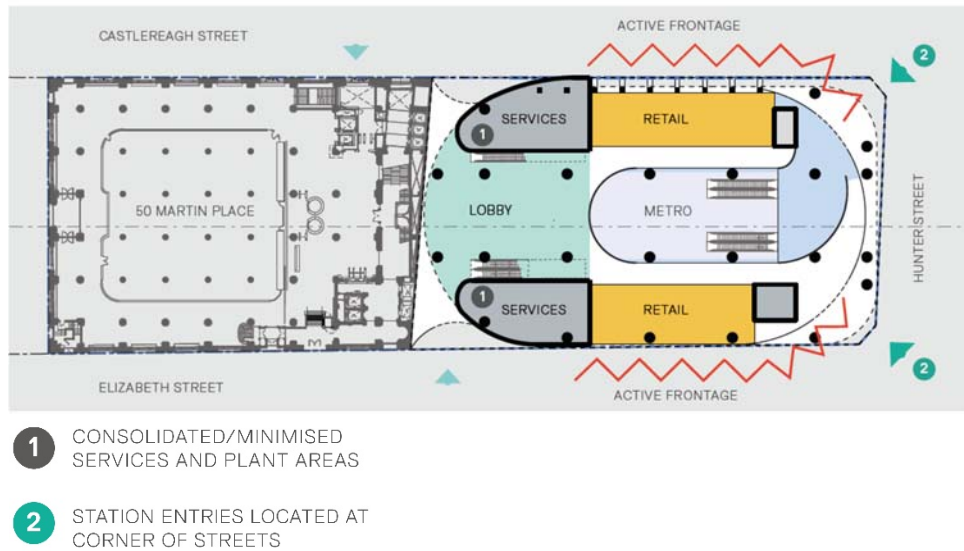 CASTLEREAGH STREET
ACTIVE FRONTAGE
2
SERVICES
RETAIL
1
50 MARTIN PLACE
LOBBY
METRO
HUNTER STREET
1
SERVICES
RETAIL
2
ELIZABETH STREET
ACTIVE FRONTAGE
1
CONSOLIDATED/MINIMISED
SERVICES AND PLANT AREAS
2
STATION ENTRIES LOCATED AT
CORNER OF STREETS